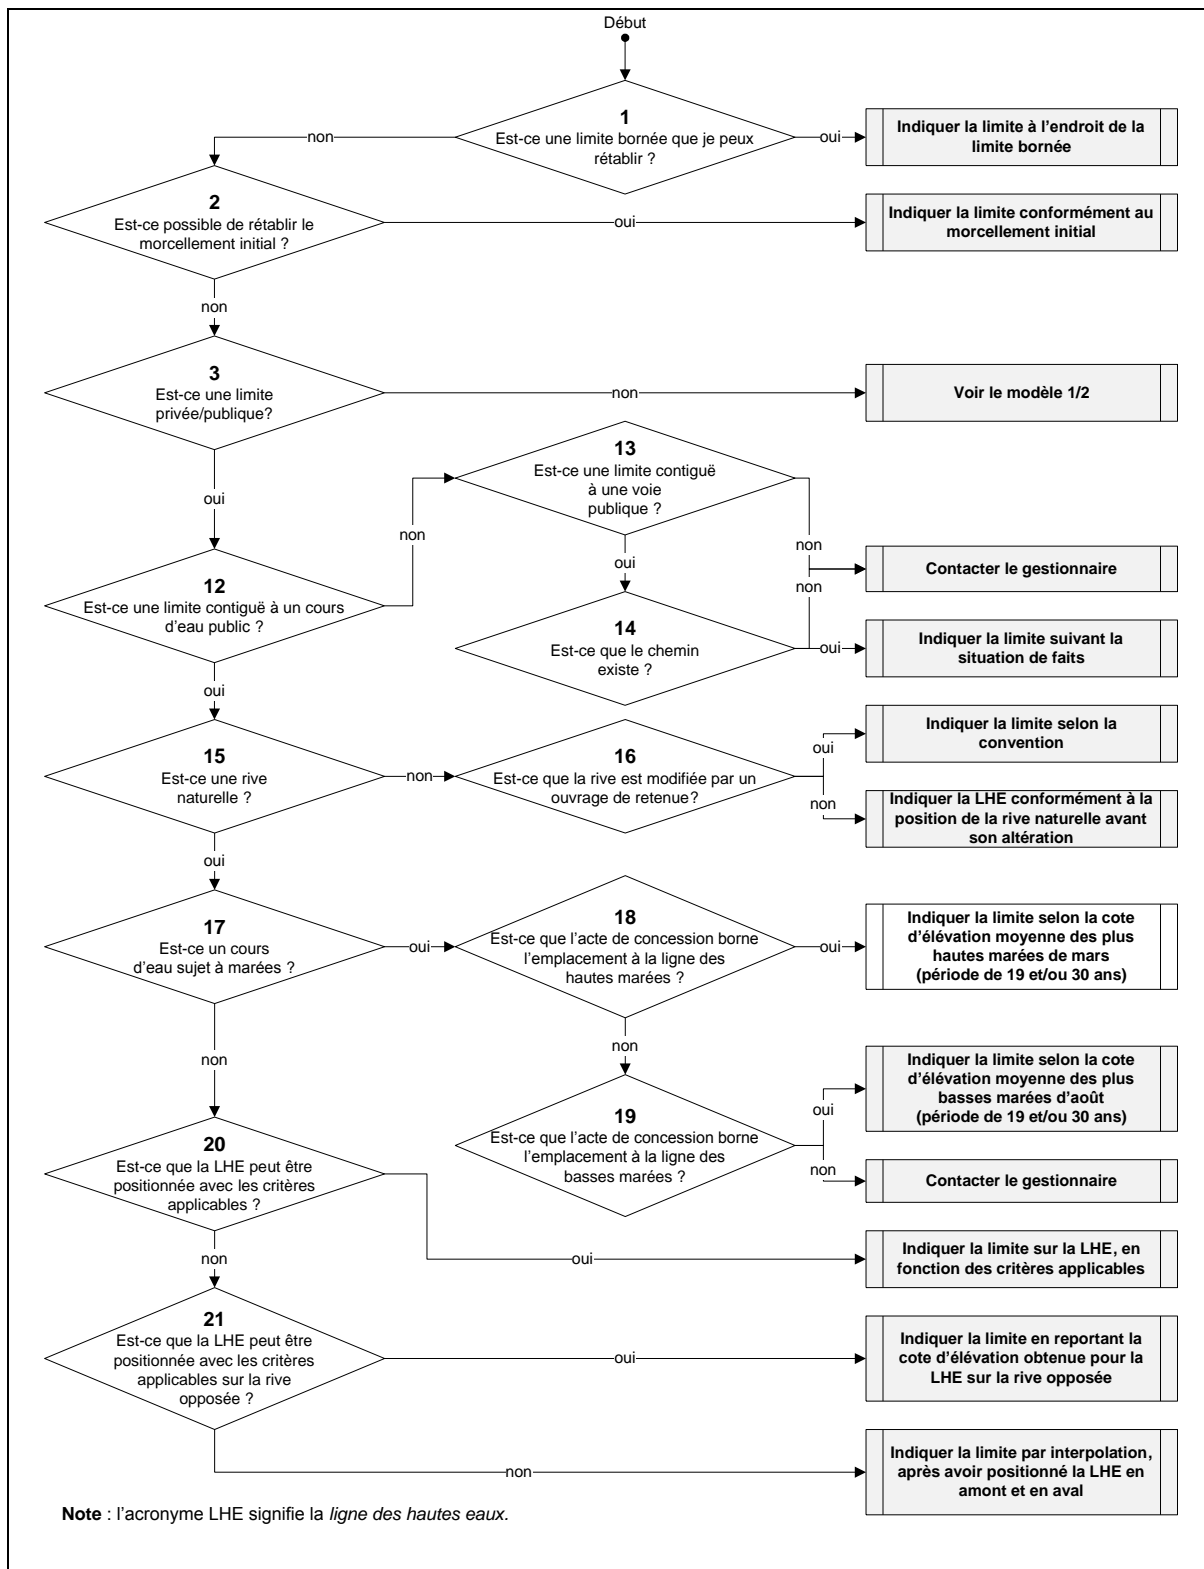 Début
1
Est-ce une limite bornée que je peux
rétablir ?
non
oui
Indiquer la limite à l'endroit de la
limite bornée
2
Est-ce possible de rétablir le
morcellement initial ?
oui
Indiquer la limite conformément au
morcellement initial
non
3
Est-ce une limite
privée/publique?
non
Voir le modèle 1/2
oui
13
Est-ce une limite contiguë
à une voie
publique ?
non
non
oui
non
Contacter le gestionnaire
12
Est-ce une limite contiguë à un cours
d'eau public ?
14
Est-ce que le chemin
existe ?
oui
Indiquer la limite suivant la
situation de faits
oui
15
Est-ce une rive
naturelle ?
non
16
Est-ce que la rive est modifiée par un
ouvrage de retenue?
oui
Indiquer la limite selon la
convention
non
Indiquer la LHE conformément à la
position de la rive naturelle avant
son altération
oui
17
Est-ce un cours
d'eau sujet à marées ?
oui
18
Est-ce que l'acte de concession borne
l'emplacement à la ligne des
hautes marées ?
oui
Indiquer la limite selon la cote
d'élévation moyenne des plus
hautes marées de mars
(période de 19 et/ou 30 ans)
non
non
19
Est-ce que l'acte de concession borne
l'emplacement à la ligne des
basses marées ?
oui
Indiquer la limite selon la cote
d'élévation moyenne des plus
basses marées d'août
(période de 19 et/ou 30 ans)
non
Contacter le gestionnaire
20
Est-ce que la LHE peut être
positionnée avec les critères
applicables ?
oui
Indiquer la limite sur la LHE, en
fonction des critères applicables
non
21
Est-ce que la LHE peut être
positionnée avec les critères
applicables sur la rive
opposée ?
oui
Indiquer la limite en reportant la
cote d'élévation obtenue pour la
LHE sur la rive opposée
non
Indiquer la limite par interpolation,
après avoir positionné la LHE en
amont et en aval
Note : l'acronyme LHE signifie la ligne des hautes eaux.